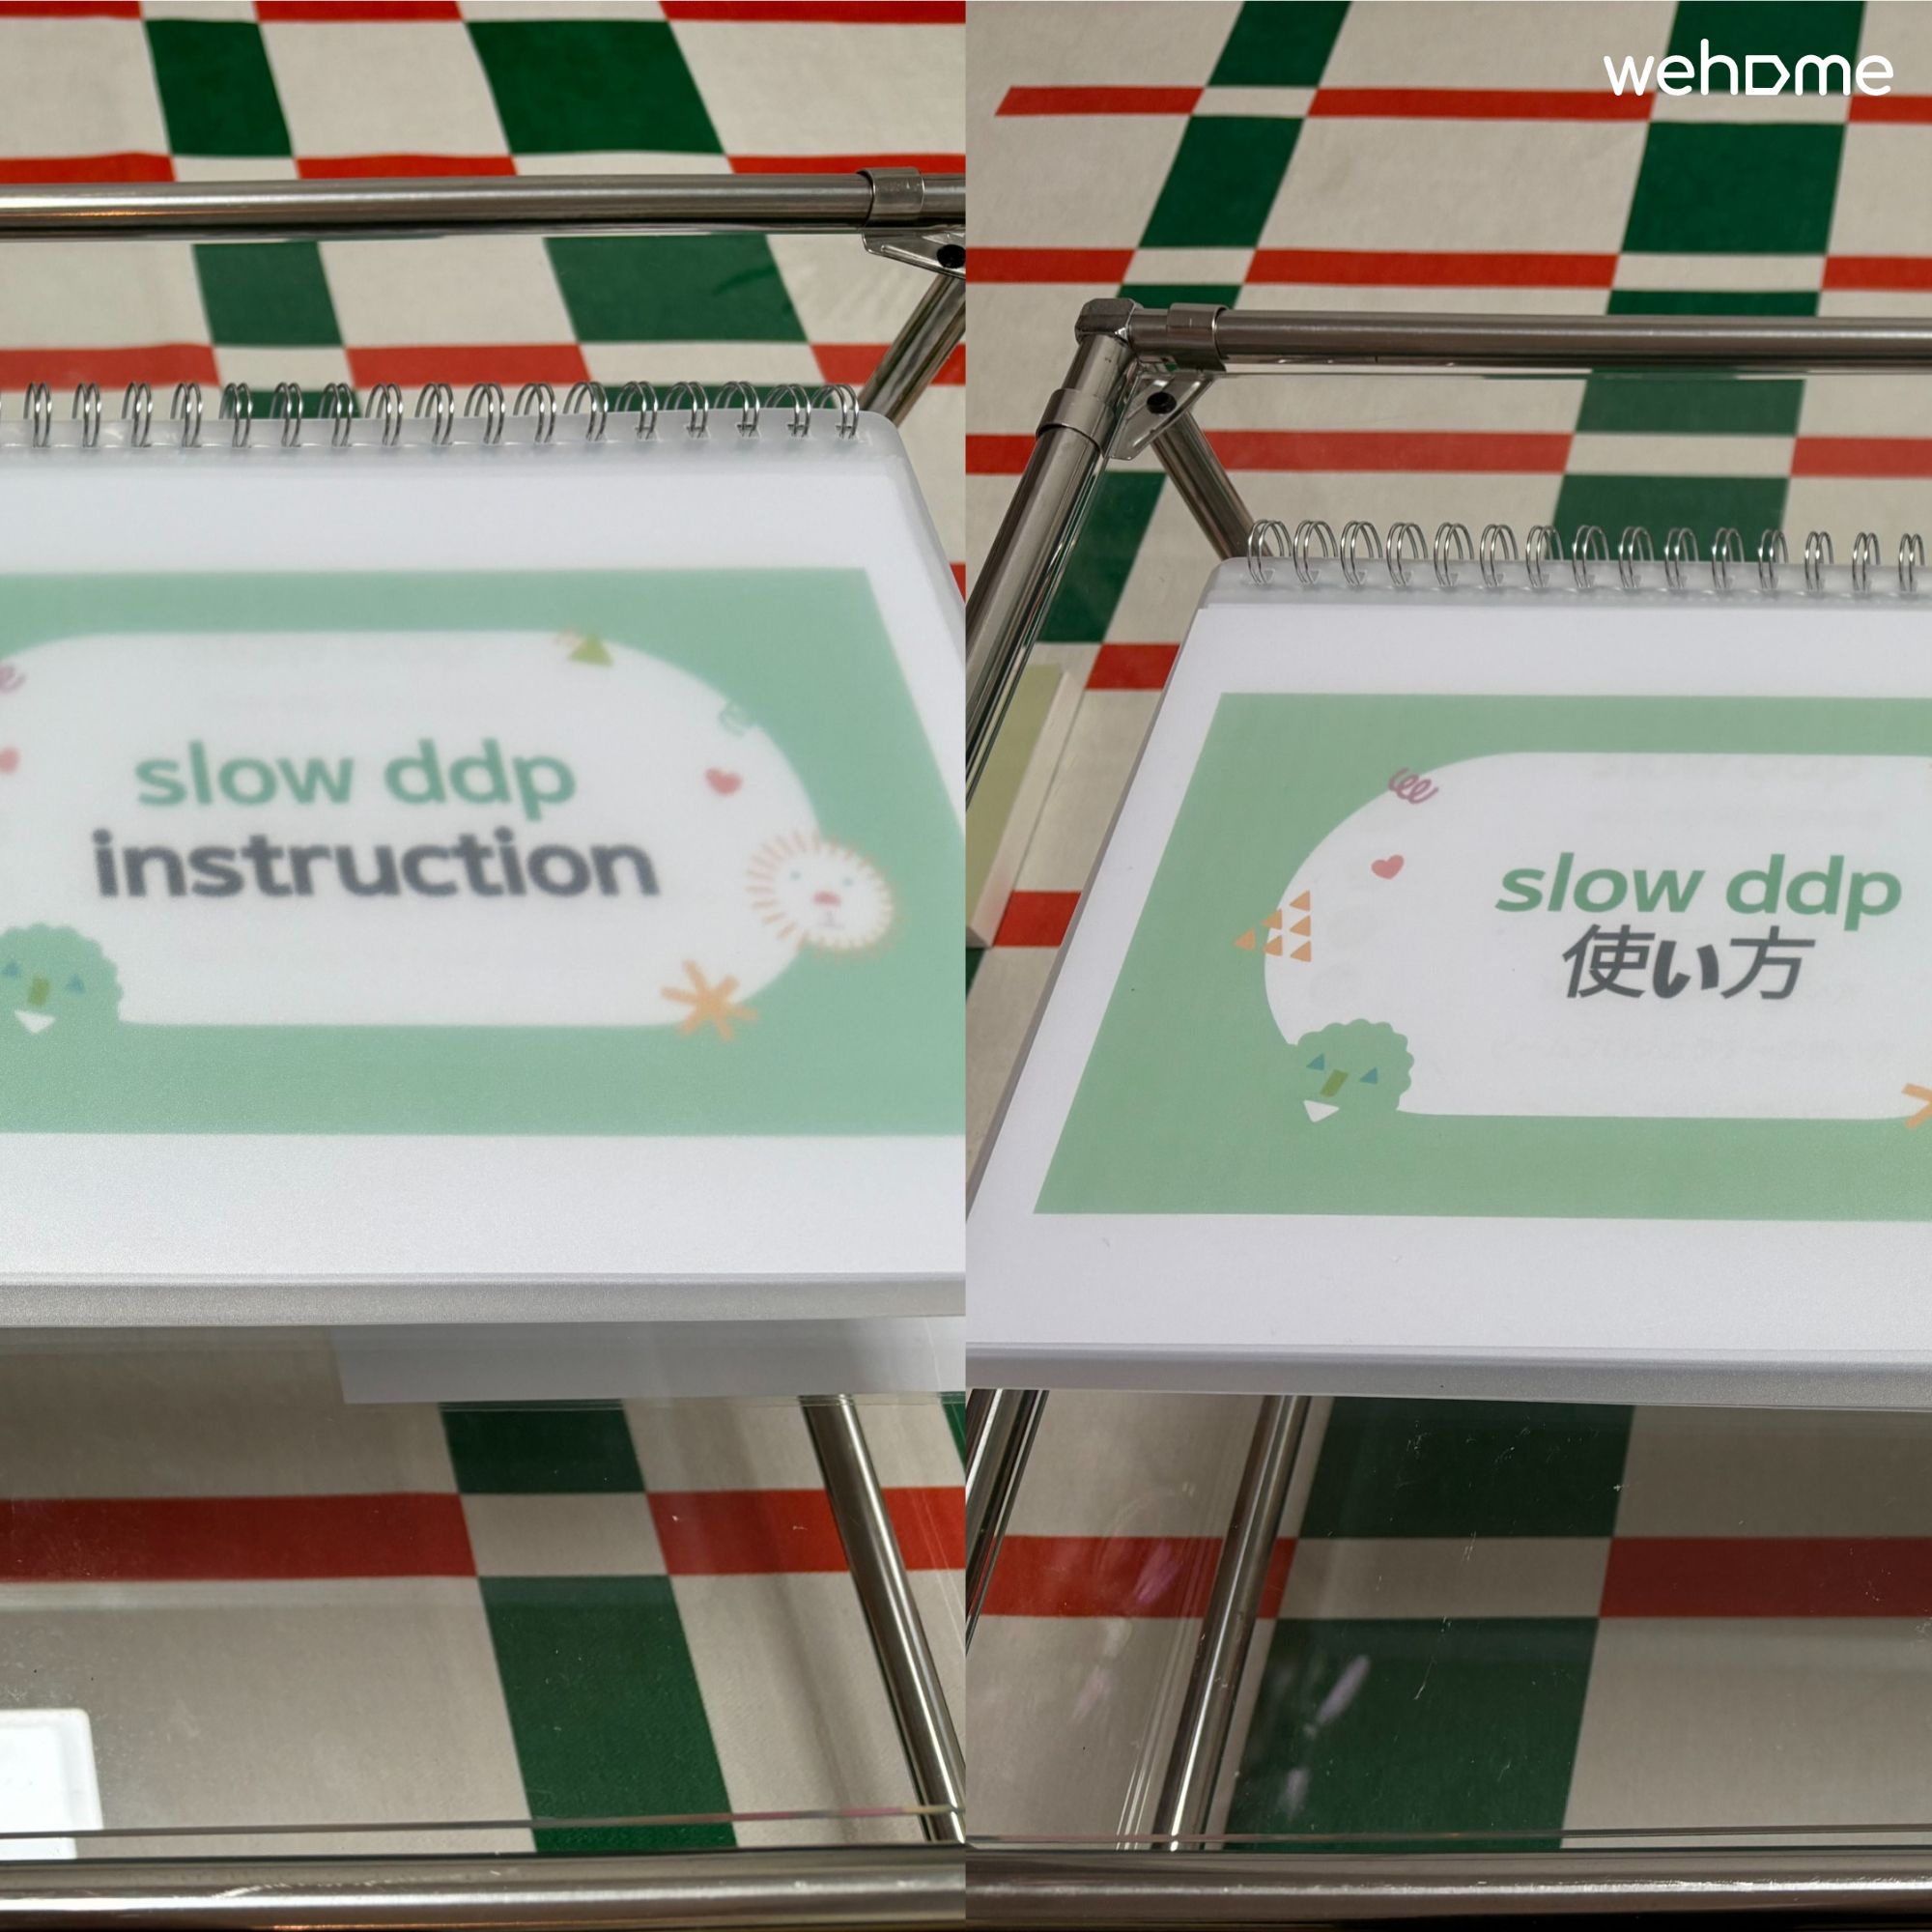 wehome
slow ddp
instruction
slow ddp
使い方